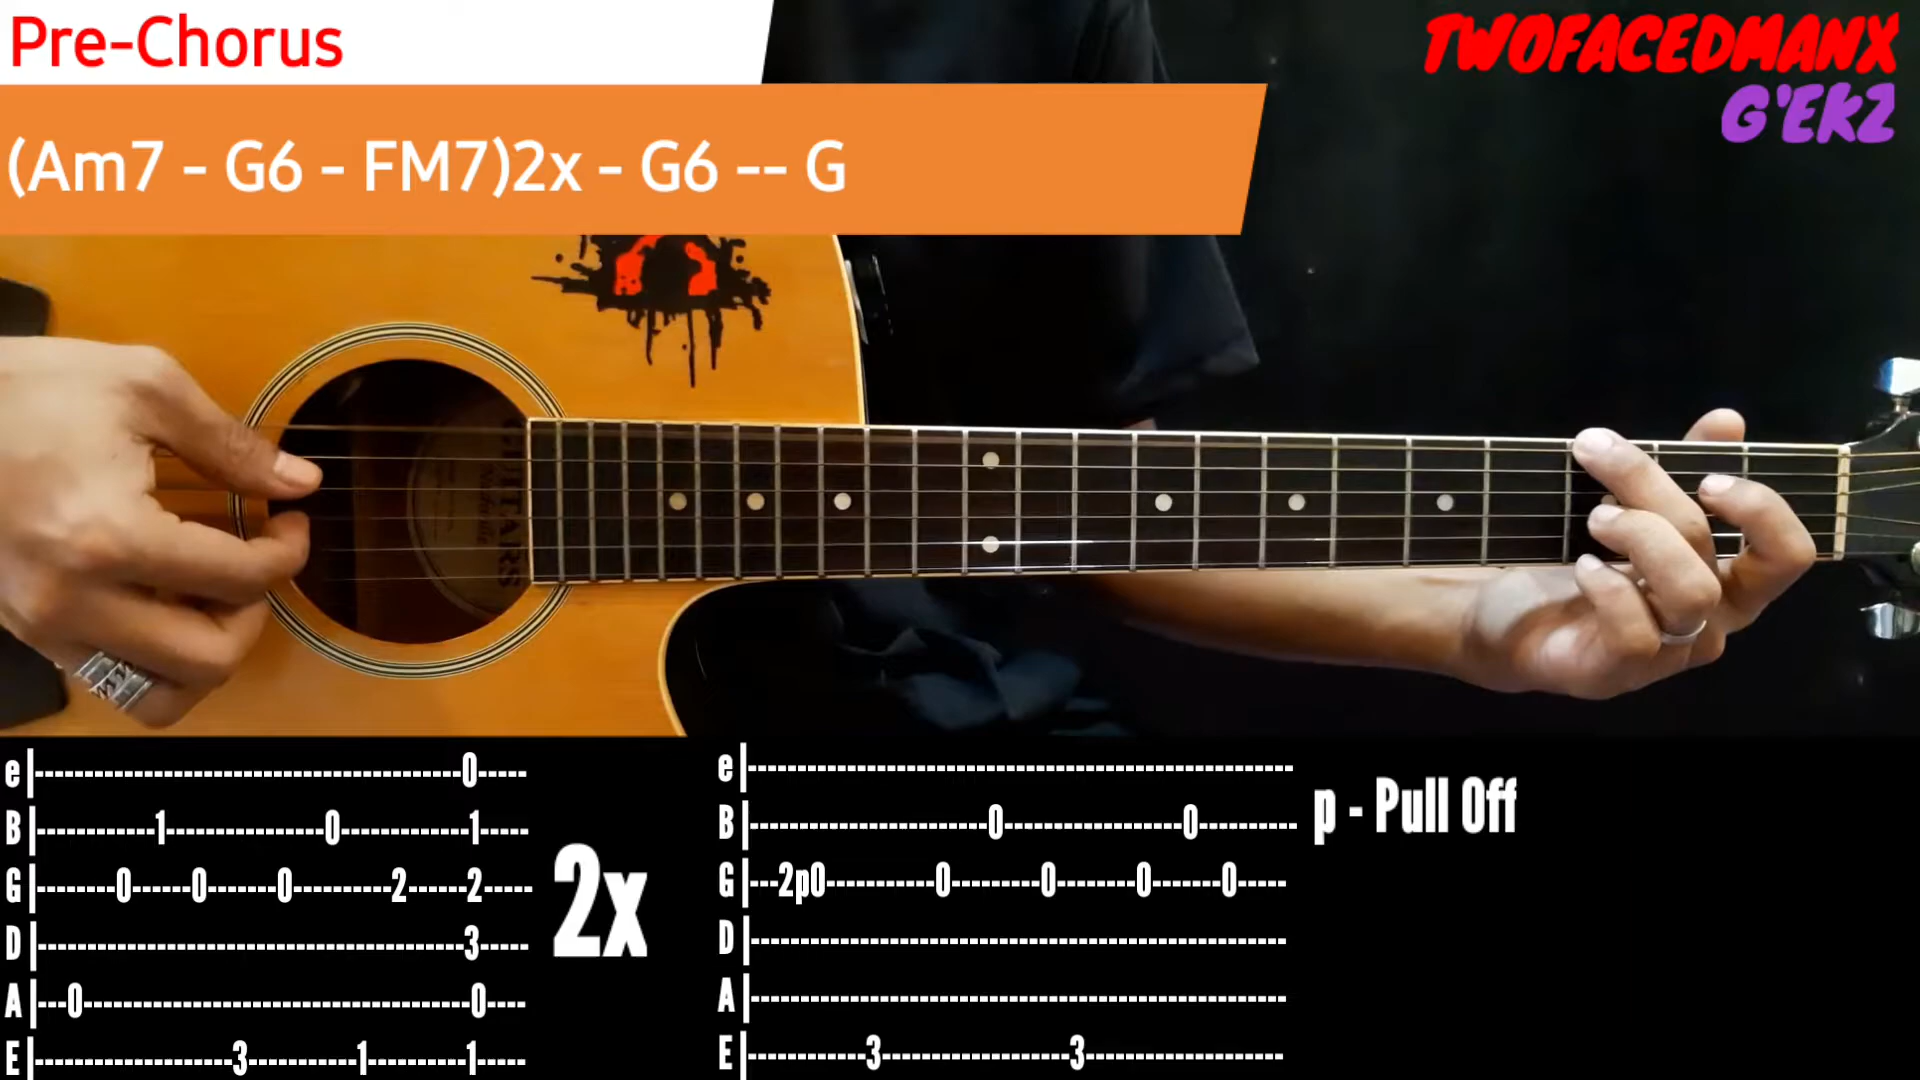 Pre-Chorus
TWOFACEDMANX
G'EKZ
(Am7 - G6 - FM7)2x - G6 -- G
GUITARS
e|-------------------------------------------0-----
B|------------1----------------0-------------1-----
G|--------0------0-------0----------2------2-----
D|-------------------------------------------3-----
A|---0---------------------------------------0----
E|--------------------3-----------1----------1-----
2x
e|-------------------------------------------------------
B|------------------------0------------------0---------
G|---2p0-----------0---------0--------0-------0-----
D|-------------------------------------------------------
A|-------------------------------------------------------
E|------------3-------------------3--------------------
p - Pull Off